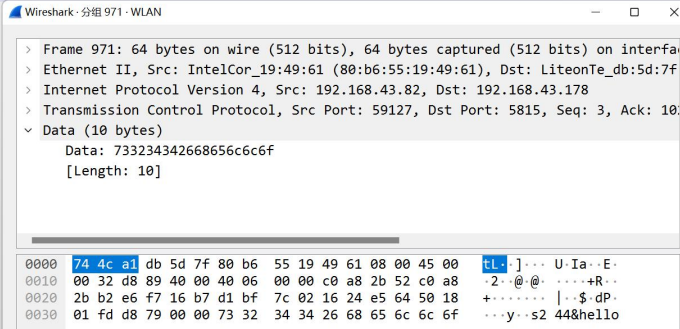 Wireshark · 分组 971 · WLAN
Frame 971: 64 bytes on wire (512 bits), 64 bytes captured (512 bits) on interfa
Ethernet II, Src: IntelCor_19:49:61 (80:b6:55:19:49:61), Dst: LiteonTe_db:5d:7f
Internet Protocol Version 4, Src: 192.168.43.82, Dst: 192.168.43.178
Transmission Control Protocol, Src Port: 59127, Dst Port: 5815, Seq: 3, Ack: 102
Data (10 bytes)
Data: 733234342668656c6c6f
[Length: 10]
0000 74 4c a1 db 5d 7f 80 b6 55 19 49 61 08 00 45 00 tL··]··· U·Ia··E·
0010 00 32 d8 89 40 00 40 06 00 00 c0 a8 2b 52 c0 a8 ·2··@·@· ····+R··
0020 2b b2 e6 f7 16 b7 d1 bf 7c 02 16 24 e5 64 50 18 +······· |··$·dP·
0030 01 fd d8 79 00 00 73 32 34 34 26 68 65 6c 6c 6f ···y··s2 44&hello